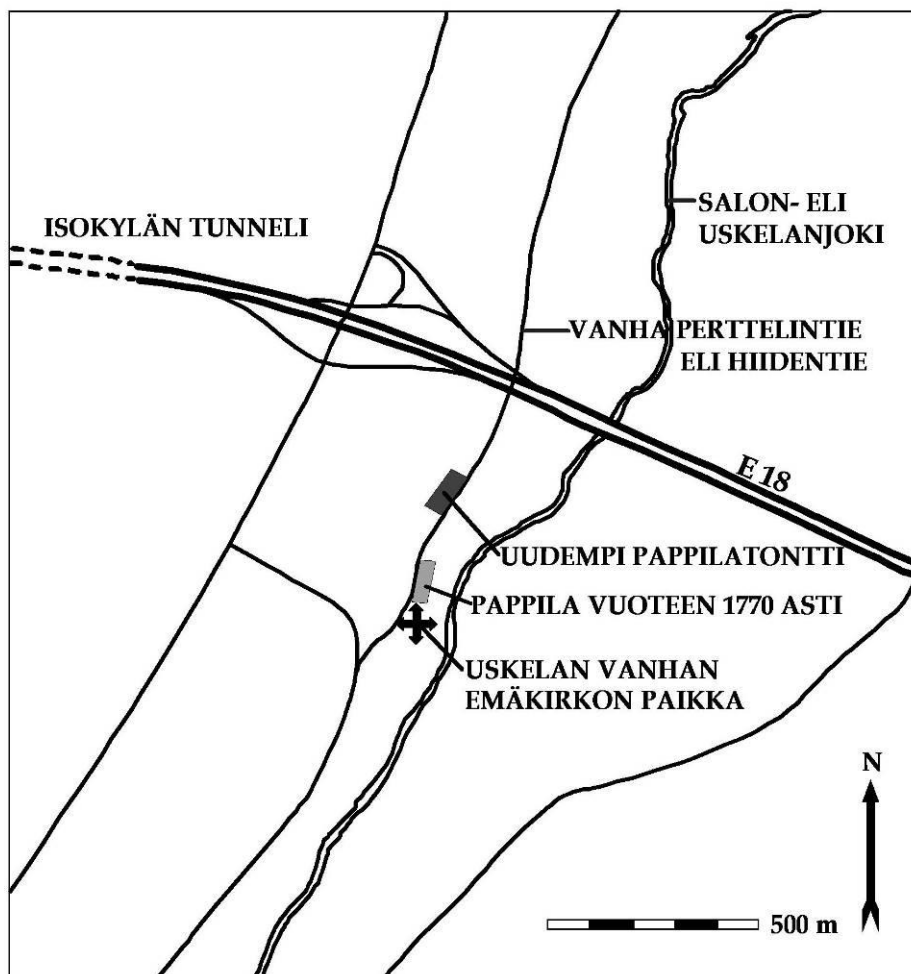 ISOKYLÄN TUNNELI
SALON- ELI
USKELANJOKI
VANHA PERTTELINTIE
ELI HIIDENTIE
E 18
UUDEMPI PAPPILATONTTI
PAPPILA VUOTEEN 1770 ASTI
USKELAN VANHAN
EMÄKIRKON PAIKKA
N
500 m